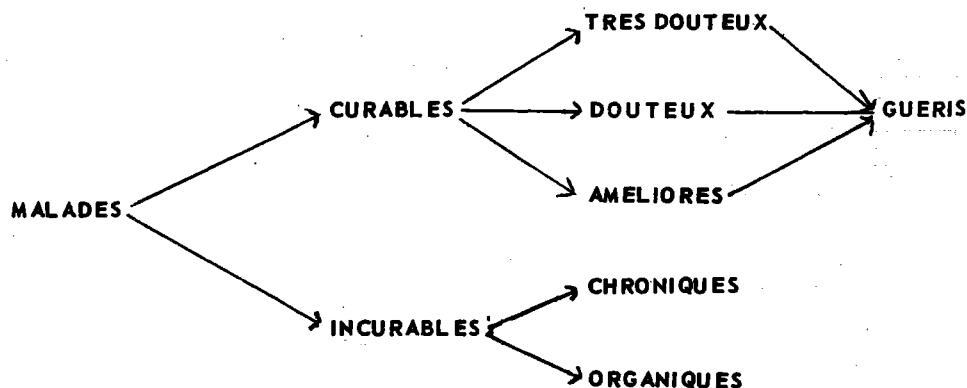 TRES DOUTEUX
CURABLES
DOUTEUX
GUERIS
AMELIORES
MALADES
CHRONIQUES
INCURABLES
ORGANIQUES